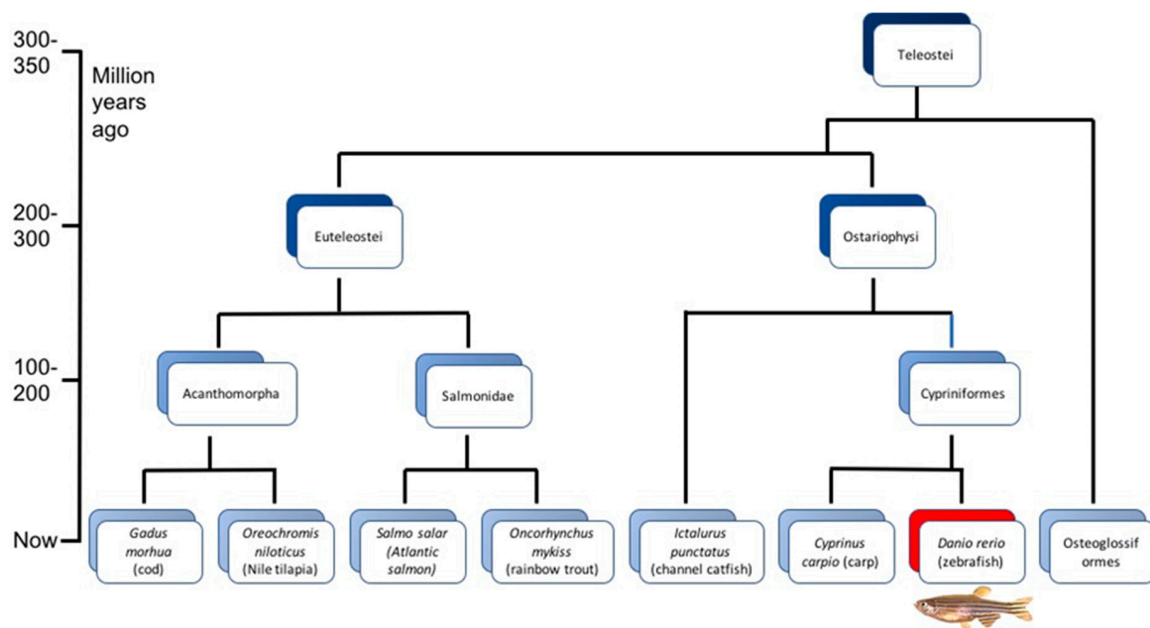 300-
350
Million
years
ago
Teleostei
200-
300
Euteleostei
Ostariophysi
100-
200
Acanthomorpha
Salmonidae
Cypriniformes
Now
Gadus
morhua
(cod)
Oreochromis
niloticus
(Nile tilapia)
Salmo salar
(Atlantic
salmon)
Oncorhynchus
mykiss
(rainbow trout)
Ictalurus
punctatus
(channel catfish)
Cyprinus
carpio (carp)
Danio rerio
(zebrafish)
Osteoglossif
ormes